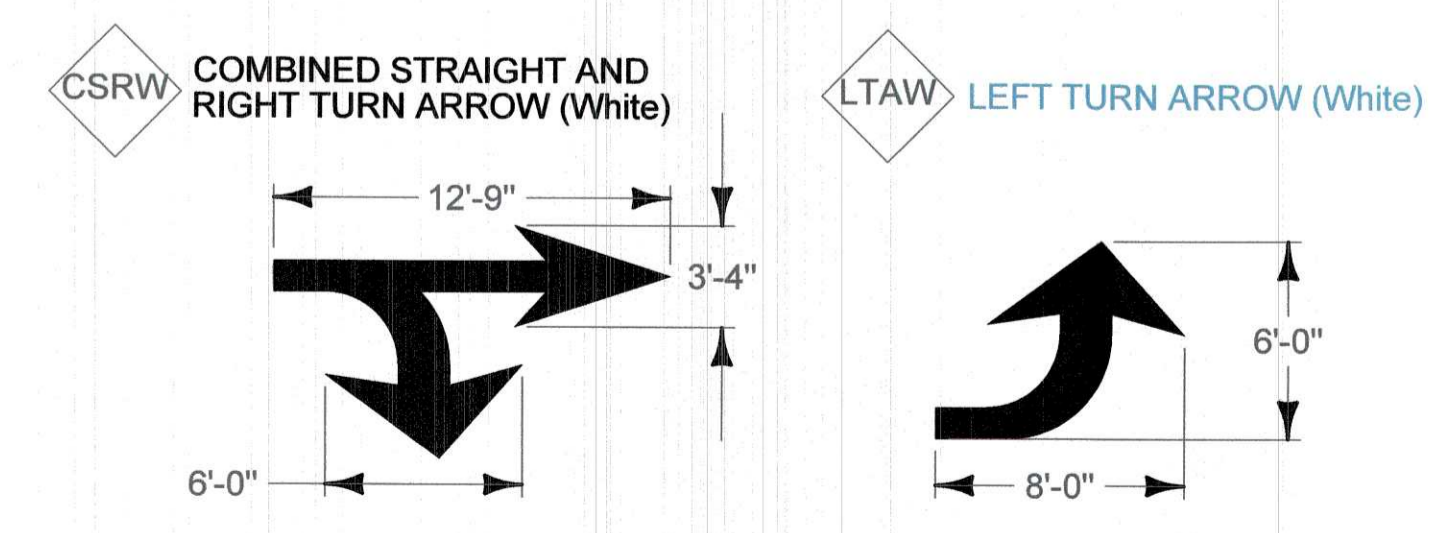 CSRW
COMBINED STRAIGHT AND
RIGHT TURN ARROW (White)
12'-9"
3'-4"
6'-0"
LTAW
LEFT TURN ARROW (White)
6'-0"
8'-0"